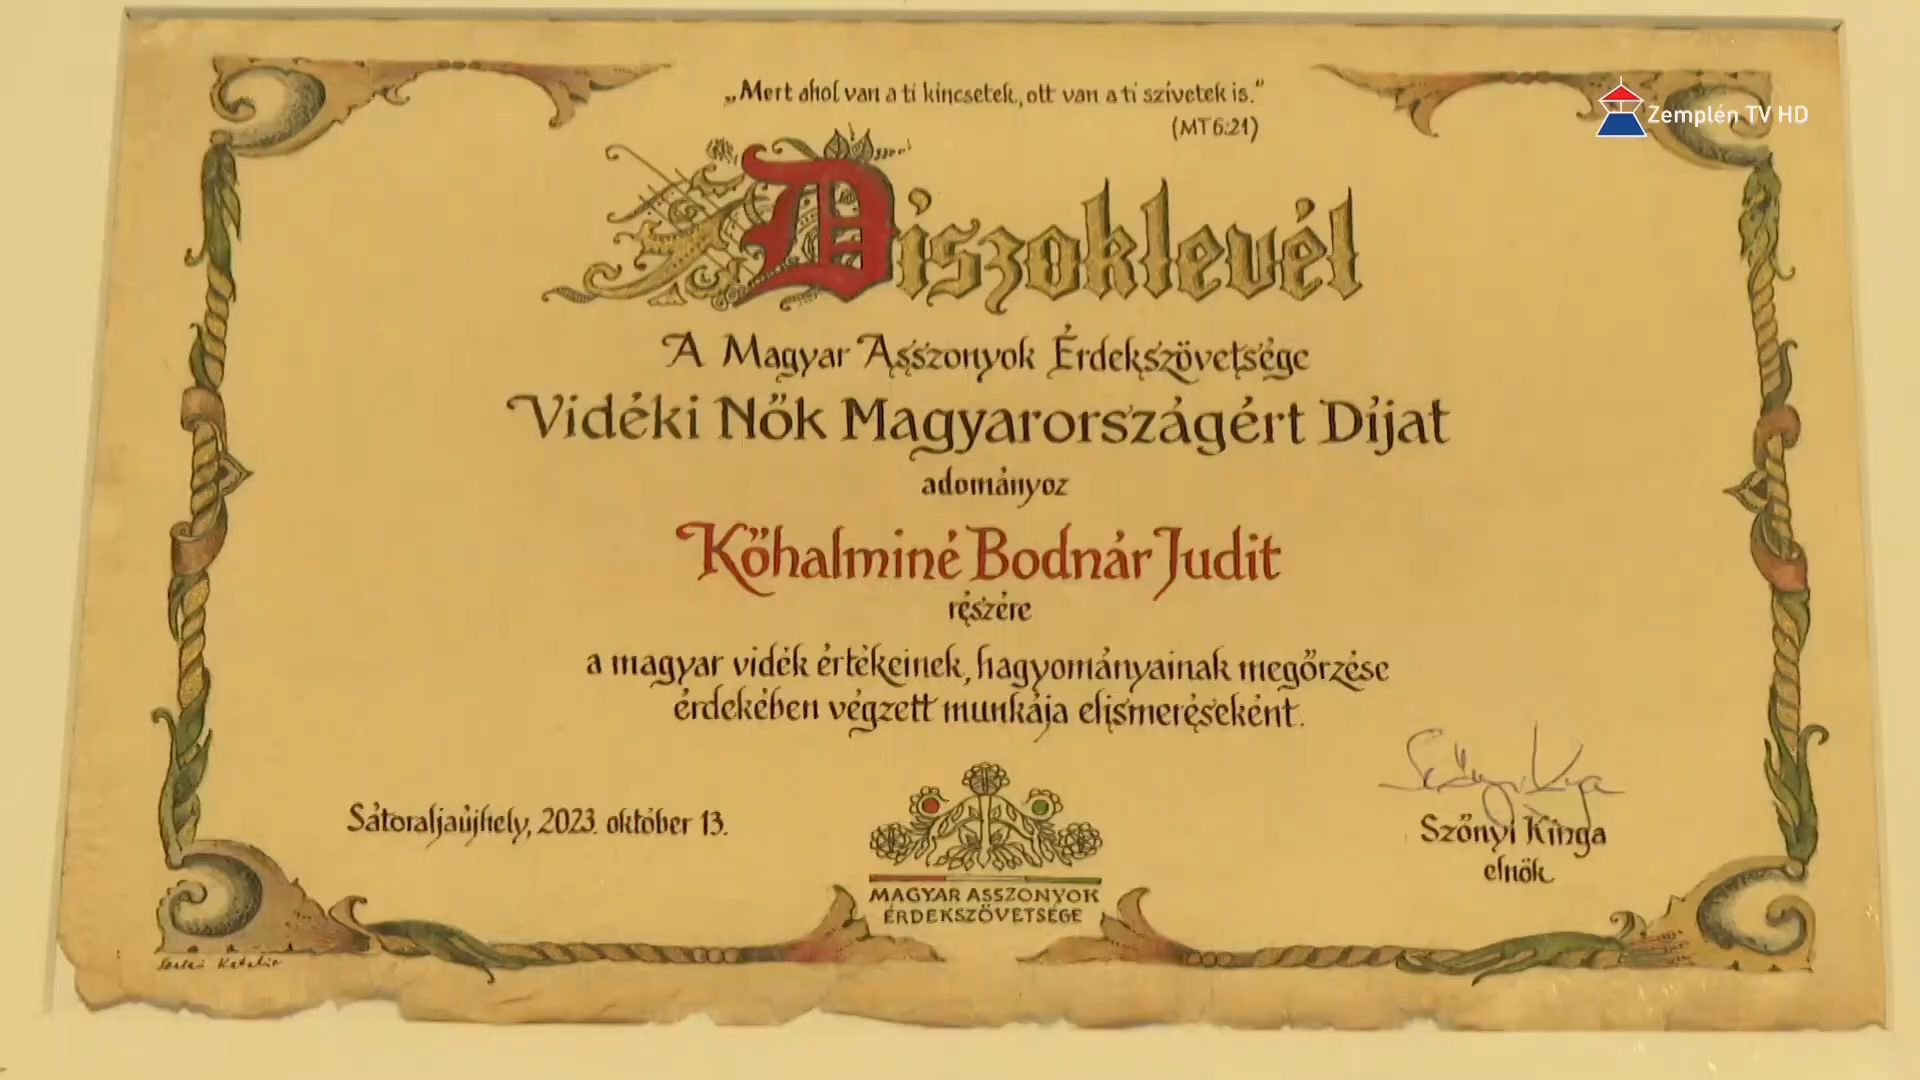 „Mert ahol van a ti kincsetek, ott van a ti szívetek is.”
(MT 6:21)
Zemplén TV HD
Díszoklevél
A Magyar Asszonyok Érdekszövetsége
Vidéki Nők Magyarországért Díjat
adományoz
Kőhalminé Bodnár Judit
részére
a magyar vidék értékeinek, hagyományainak megőrzése
érdekében végzett munkája elismeréseként.
Sátoraljaújhely, 2023. október 13.
Szőnyi Kinga
elnök
MAGYAR ASSZONYOK
ÉRDEKSZÖVETSÉGE
Katalin